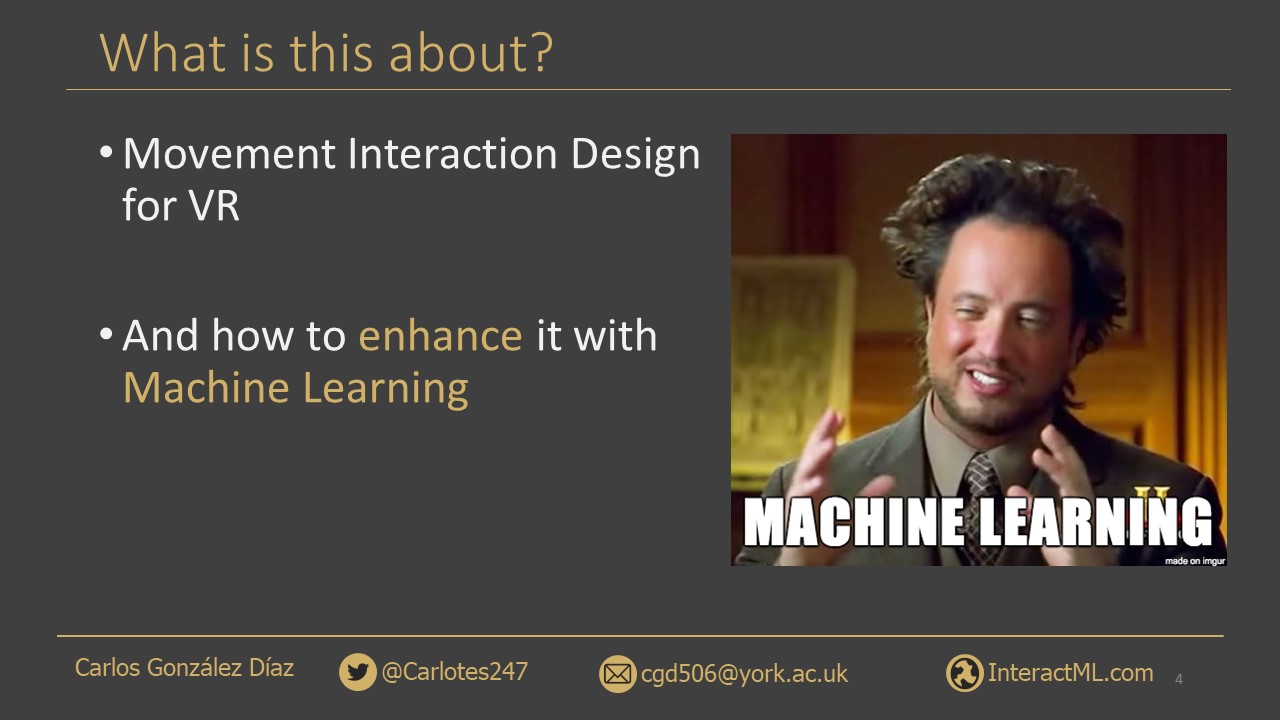 What is this about?
• Movement Interaction Design
for VR
• And how to enhance it with
Machine Learning
MACHINE LEARNING
made on imgur
Carlos González Díaz
@Carlotes247
cgd506@york.ac.uk
InteractML.com
4